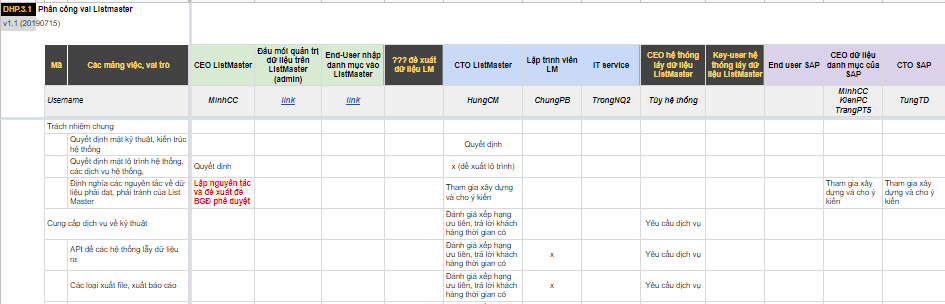 DHP.3.1 Phân công vai Listmaster
v1.1 (20190715)
Mã
Các mảng việc, vai trò
CEO ListMaster
Đầu mối quản trị
dữ liệu trên
ListMaster
(admin)
End-User nhập
danh mục vào
ListMaster
??? đề xuất
dữ liệu LM
CTO ListMaster
Lập trình viên
LM
IT service
CEO hệ thống
lấy dữ liệu
ListMaster
Key-user hệ
thống lấy dữ
liệu ListMaster
End user SAP
CEO dữ liệu
danh mục của
SAP
CTO SAP
Username
MinhCC
link
link
HungCM
ChungPB
TrongNQ2
Tùy hệ thống
MinhCC
KienPC
TrangPT5
TungTD
Trách nhiệm chung
Quyết định mặt kỹ thuật, kiến trúc
hệ thống
Quyết định
Quyết định mặt lộ trình hệ thống,
các dịch vụ hệ thống,
Quyết định
x (đề xuất lộ trình)
Định nghĩa các nguyên tắc về dữ
liệu phải đạt, phải tránh của List
Master
Lập nguyên tắc
và đề xuất để
BGĐ phê duyệt
Tham gia xây dựng
và cho ý kiến
Tham gia xây
dựng và cho ý
kiến
Tham gia xây
dựng và cho ý
kiến
Cung cấp dịch vụ về kỹ thuật
Đánh giá xếp hạng
ưu tiên, trả lời khách
hàng thời gian có
Yêu cầu dịch vụ
API để các hệ thống lấy dữ liệu
ra
Đánh giá xếp hạng
ưu tiên, trả lời khách
hàng thời gian có
x
Yêu cầu dịch vụ
Các loại xuất file, xuất báo cáo
Đánh giá xếp hạng
ưu tiên, trả lời khách
hàng thời gian có
x
Yêu cầu dịch vụ